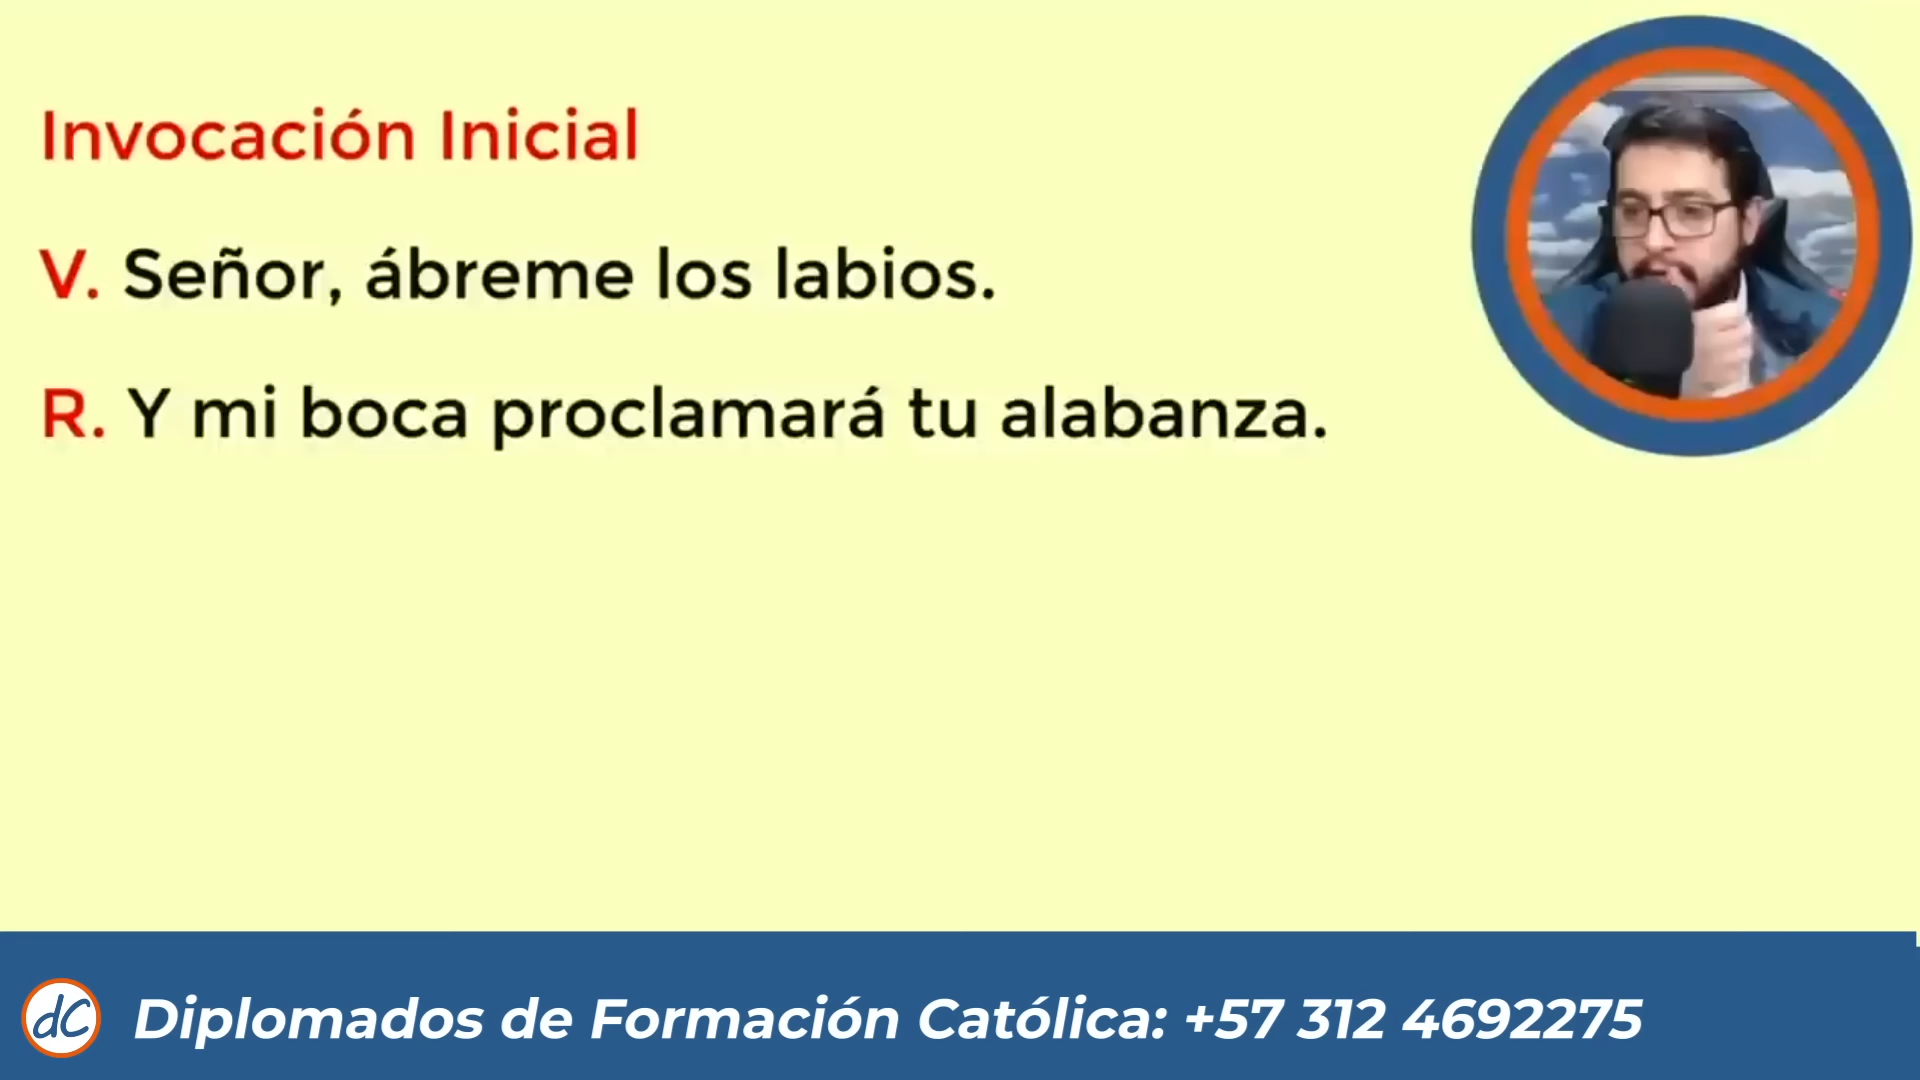 Invocación Inicial
V. Señor, ábreme los labios.
R. Y mi boca proclamará tu alabanza.
dC Diplomados de Formación Católica: +57 312 4692275